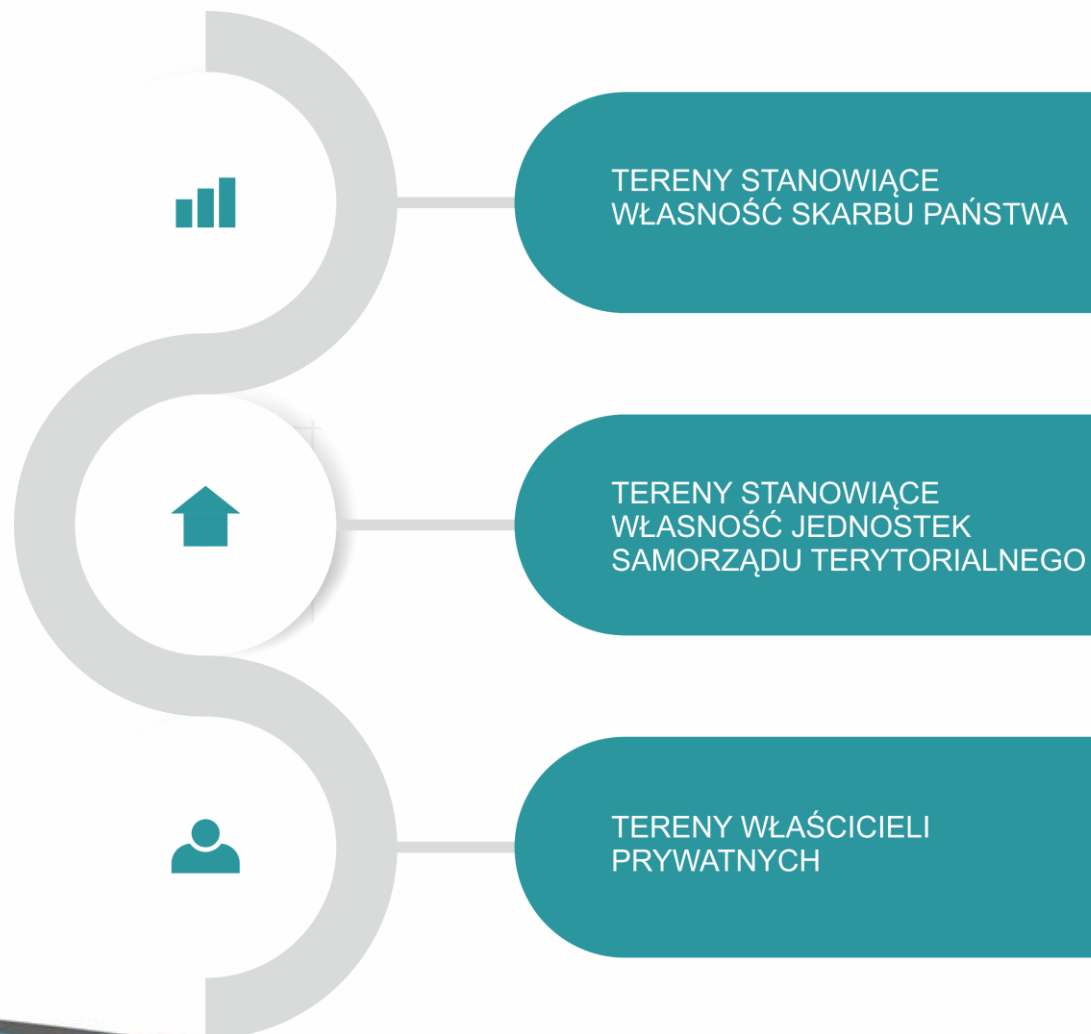 TERENY STANOWIĄCE
WŁASNOŚĆ SKARBU PAŃSTWA
TERENY STANOWIĄCE
WŁASNOŚĆ JEDNOSTEK
SAMORZĄDU TERYTORIALNEGO
TERENY WŁAŚCICIELI
PRYWATNYCH